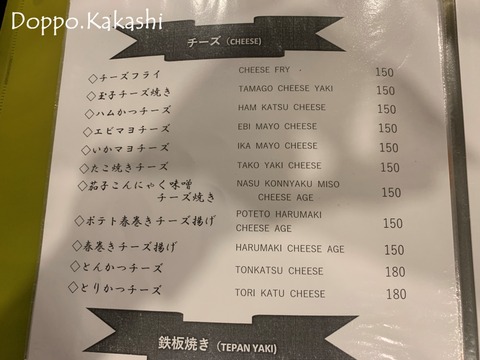 Doppo.Kakashi
チーズ (CHEESE)
◇チーズフライ CHEESE FRY 150
◇玉子チーズ焼き TAMAGO CHEESE YAKI 150
◇ハムかつチーズ HAM KATSU CHEESE 150
◇エビマヨチーズ EBI MAYO CHEESE 150
◇いかマヨチーズ IKA MAYO CHEESE 150
◇たこ焼きチーズ TAKO YAKI CHEESE 150
◇茄子こんにゃく味噌 NASU KONNYAKU MISO
チーズ焼き CHEESE AGE 150
◇ポテト春巻きチーズ揚げ POTETO HARUMAKI
CHEESE AGE 150
◇春巻きチーズ揚げ HARUMAKI CHEESE AGE 150
◇とんかつチーズ TONKATSU CHEESE 180
◇とりかつチーズ TORI KATU CHEESE 180
鉄板焼き (TEPAN YAKI)